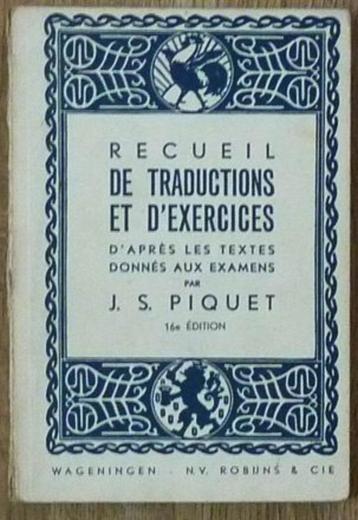 RECUEIL
DE TRADUCTIONS
ET D'EXERCICES
D'APRÈS LES TEXTES
DONNÉS AUX EXAMENS
PAR
J. S. PIQUET
16e ÉDITION
WAGENINGEN - N.V. ROBIJNS & CIE